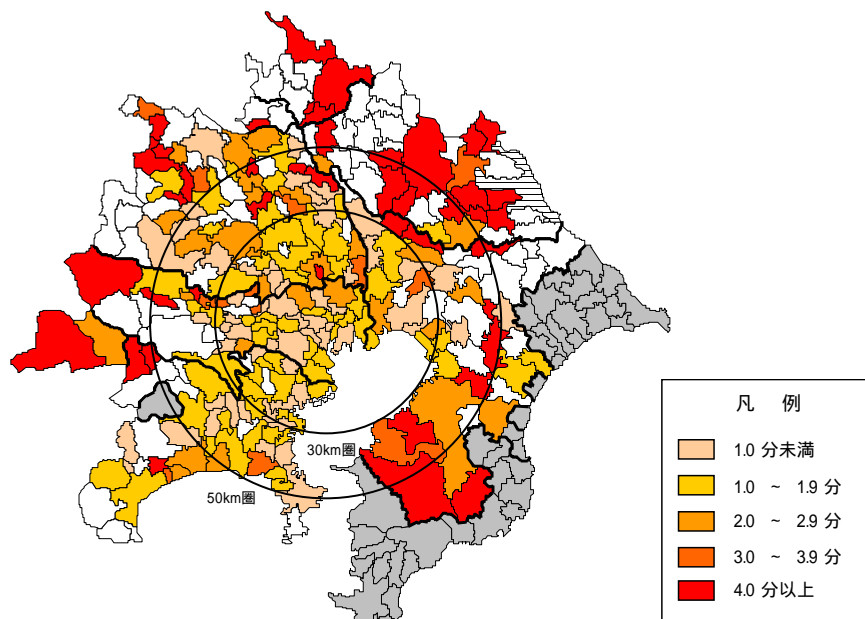 30km圏
50km圏
凡 例
1.0 分未満
1.0 ~ 1.9 分
2.0 ~ 2.9 分
3.0 ~ 3.9 分
4.0 分以上